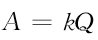 A = kQ